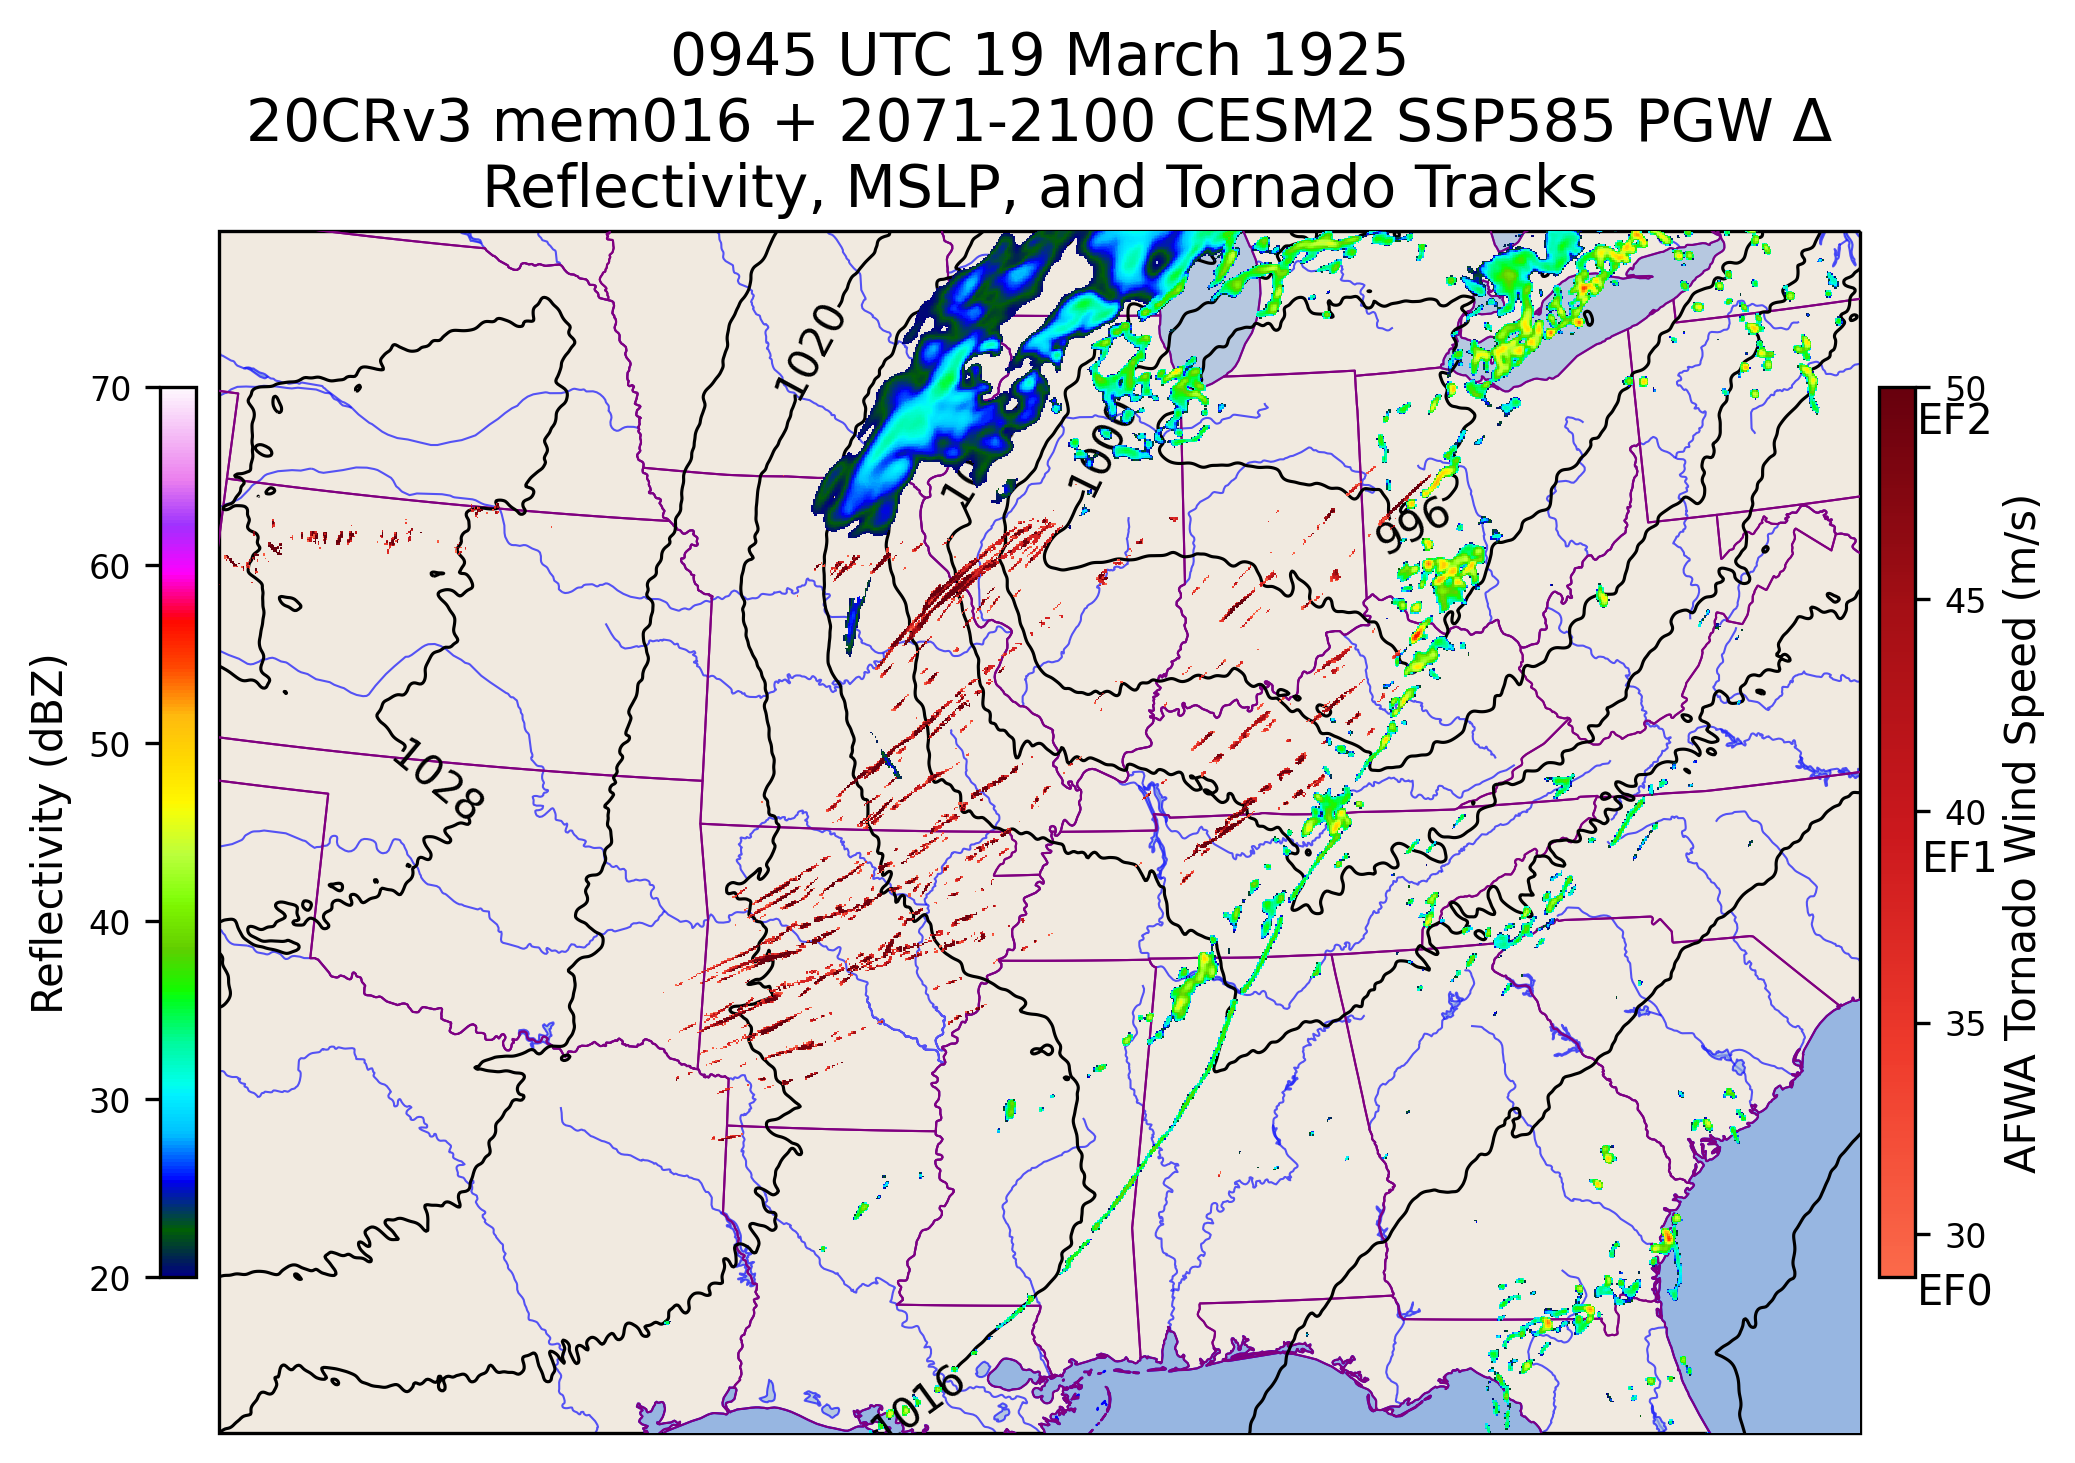 0945 UTC 19 March 1925
20CRv3 mem016 + 2071-2100 CESM2 SSP585 PGW Δ
Reflectivity, MSLP, and Tornado Tracks
Reflectivity (dBZ)
70
60
50
40
30
20
1020
1028
996
1016
50
EF2
45
40
EF1
35
30
EF0
AFWA Tornado Wind Speed (m/s)